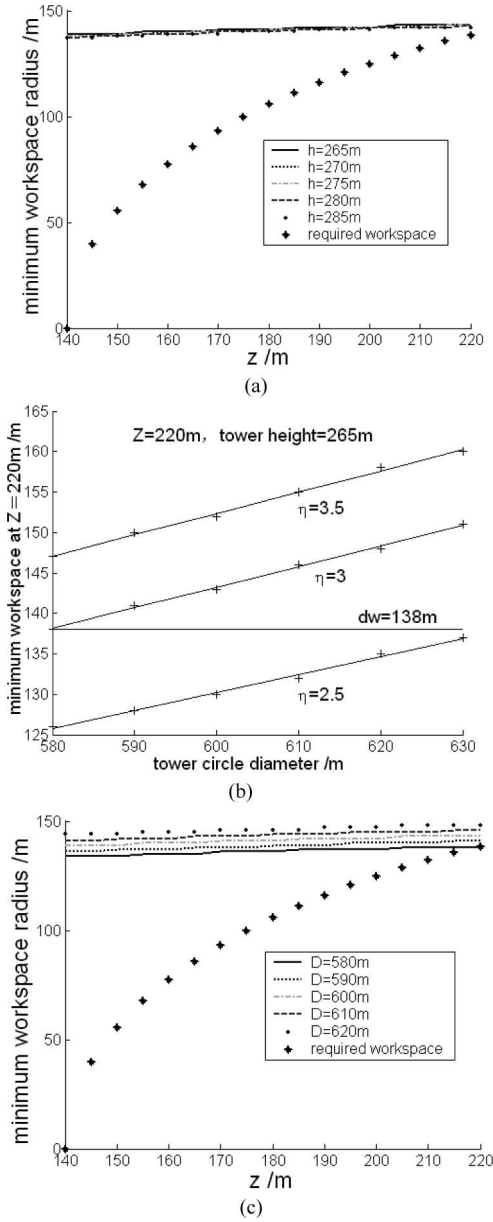 150
100
50
0
minimum workspace radius /m
h=265m
h=270m
h=275m
h=280m
h=285m
required workspace
140 150 160 170 180 190 200 210 220
z /m
(a)
165
160
155
150
145
140
135
130
125
minimum workspace at Z=220m /m
Z=220m, tower height=265m
η=3.5
η=3
dw=138m
η=2.5
580 590 600 610 620 630
tower circle diameter /m
(b)
150
100
50
0
minimum workspace radius /m
D=580m
D=590m
D=600m
D=610m
D=620m
required workspace
140 150 160 170 180 190 200 210 220
z /m
(c)